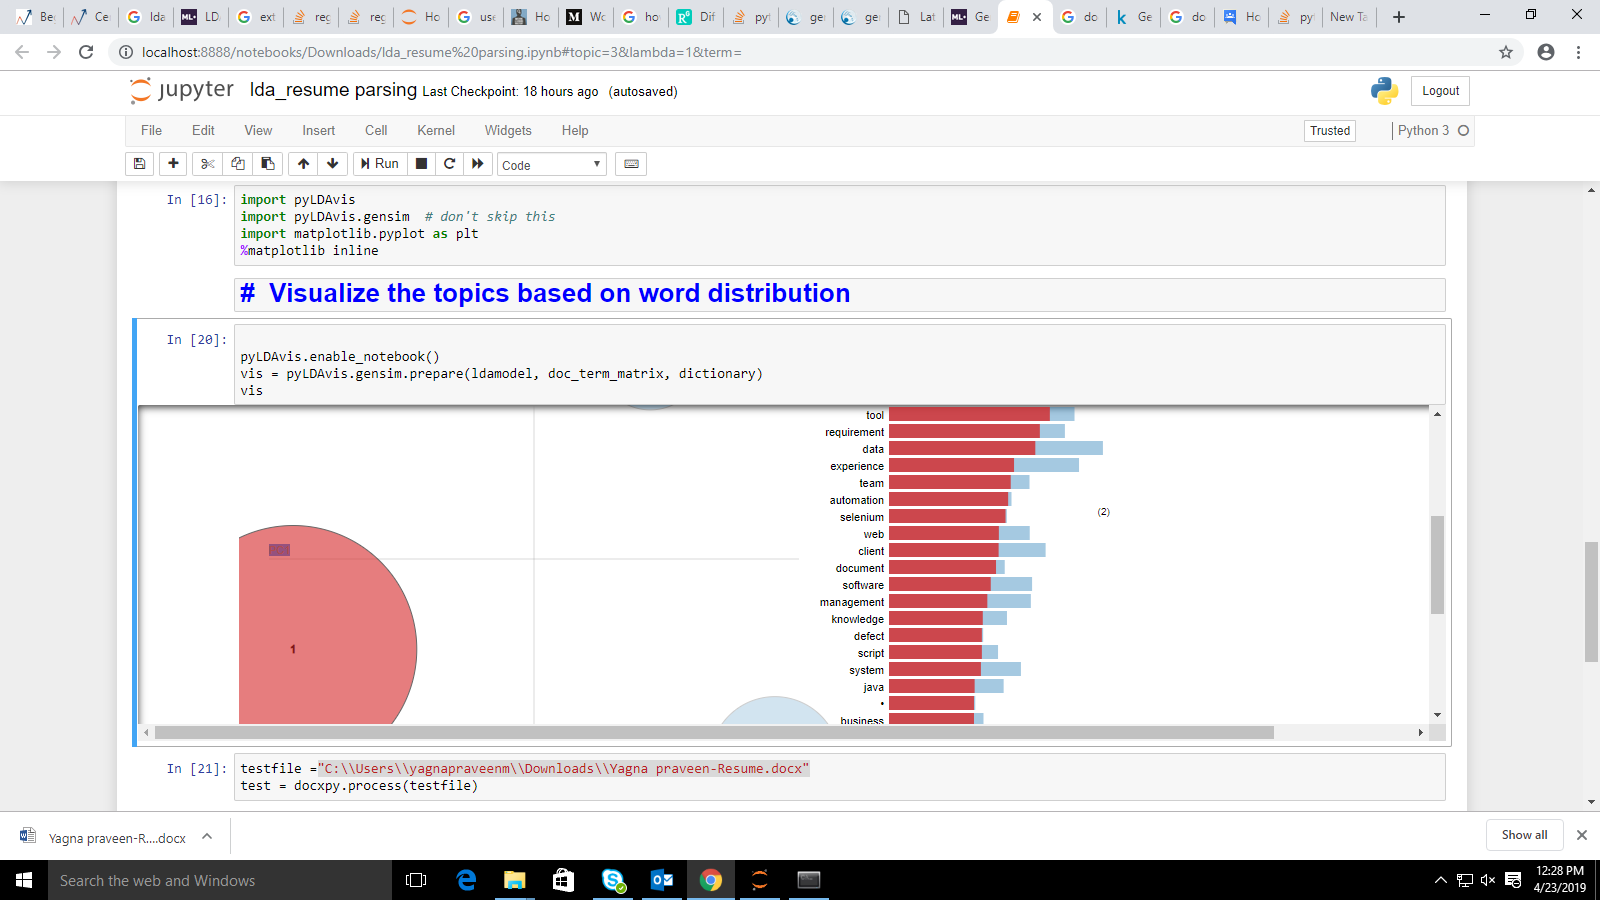 Be
Ce
lda
LD
ext
reg
reg
Ho
use
Ho
Wo
ho
Dif
pyt
ge
ge
Lat
Ge
do
Ge
do
Ho
py
New Ta
localhost:8888/notebooks/Downloads/lda_resume%20parsing.ipynb#topic=3&lambda=1&term=
jupyter lda_resume parsing Last Checkpoint: 18 hours ago (autosaved)
Logout
File Edit View Insert Cell Kernel Widgets Help
Trusted
Python 3
Run
Code
In [16]: import pyLDAvis
import pyLDAvis.gensim # don't skip this
import matplotlib.pyplot as plt
%matplotlib inline
# Visualize the topics based on word distribution
In [20]:
pyLDAvis.enable_notebook()
vis = pyLDAvis.gensim.prepare(ldamodel, doc_term_matrix, dictionary)
vis
tool
requirement
data
experience
team
automation
(2)
selenium
web
client
document
software
management
knowledge
defect
1
script
system
java
•
business
In [21]: testfile ="C:\\Users\\yagnapraveenm\\Downloads\\Yagna praveen-Resume.docx"
test = docxpy.process(testfile)
Yagna praveen-R....docx
Show all
Search the web and Windows
12:28 PM
4/23/2019